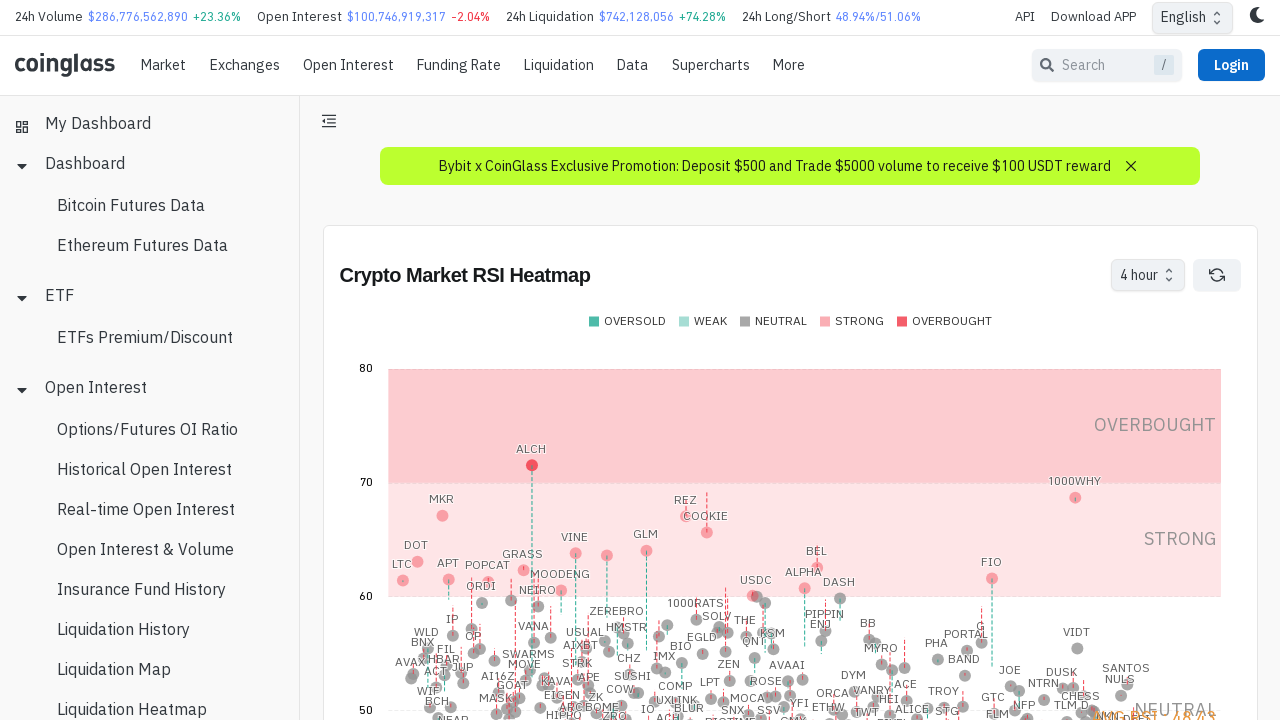 24h Volume $286,776,562,890 +23.36% Open Interest $100,746,919,317 -2.04% 24h Liquidation $742,128,056 +74.28% 24h Long/Short 48.94%/51.06% API Download APP English
coinglass Market Exchanges Open Interest Funding Rate Liquidation Data Supercharts More Search / Login
My Dashboard
Dashboard
Bitcoin Futures Data
Ethereum Futures Data
ETF
ETFs Premium/Discount
Open Interest
Options/Futures OI Ratio
Historical Open Interest
Real-time Open Interest
Open Interest & Volume
Insurance Fund History
Liquidation History
Liquidation Map
Liquidation Heatmap
Bybit x CoinGlass Exclusive Promotion: Deposit $500 and Trade $5000 volume to receive $100 USDT reward
Crypto Market RSI Heatmap 4 hour
OVERSOLD WEAK NEUTRAL STRONG OVERBOUGHT
80
OVERBOUGHT
ALCH
70
1000WHY
MKR
REZ
COOKIE
STRONG
VINE
GLM
DOT
GRASS
BEL
LTC
APT
POPCAT
FIO
MOODENG
ALPHA
USDC
DASH
ORDI
NEIRO
60
1000RATS
ZEREBRO
IP
SOLV
THE
PIPPIN
BB
ENJ
VANA
HMSTR
WLD
OP
USUAL
KSM
PORTAL
VIDT
BNX
EGLD
QNT
PHA
FIL
AIXBT
BIO
MYRO
SWARMS
CHZ
IMX
BAND
AVAX
HBAR
MOVE
STRK
ZEN
AVAAI
JUP
ACT
SANTOS
JOE
DUSK
AI16Z
KAVA
APE
SUSHI
DYM
NULS
GOAT
COMP
LPT
ROSE
ACE
NTRN
WIF
COW
VANRY
TROY
EIGEN
ZK
ORCA
CHESS
BCH
MASK
MOCA
HEI
GTC
NFP
YFI
ETHW
BOME
IO
BLUR
SNX
SSV
TWT
ALICE
STG
FLM
TLM
50
NEUTRAL
NEAR
HIPPO
ZRO
ACH